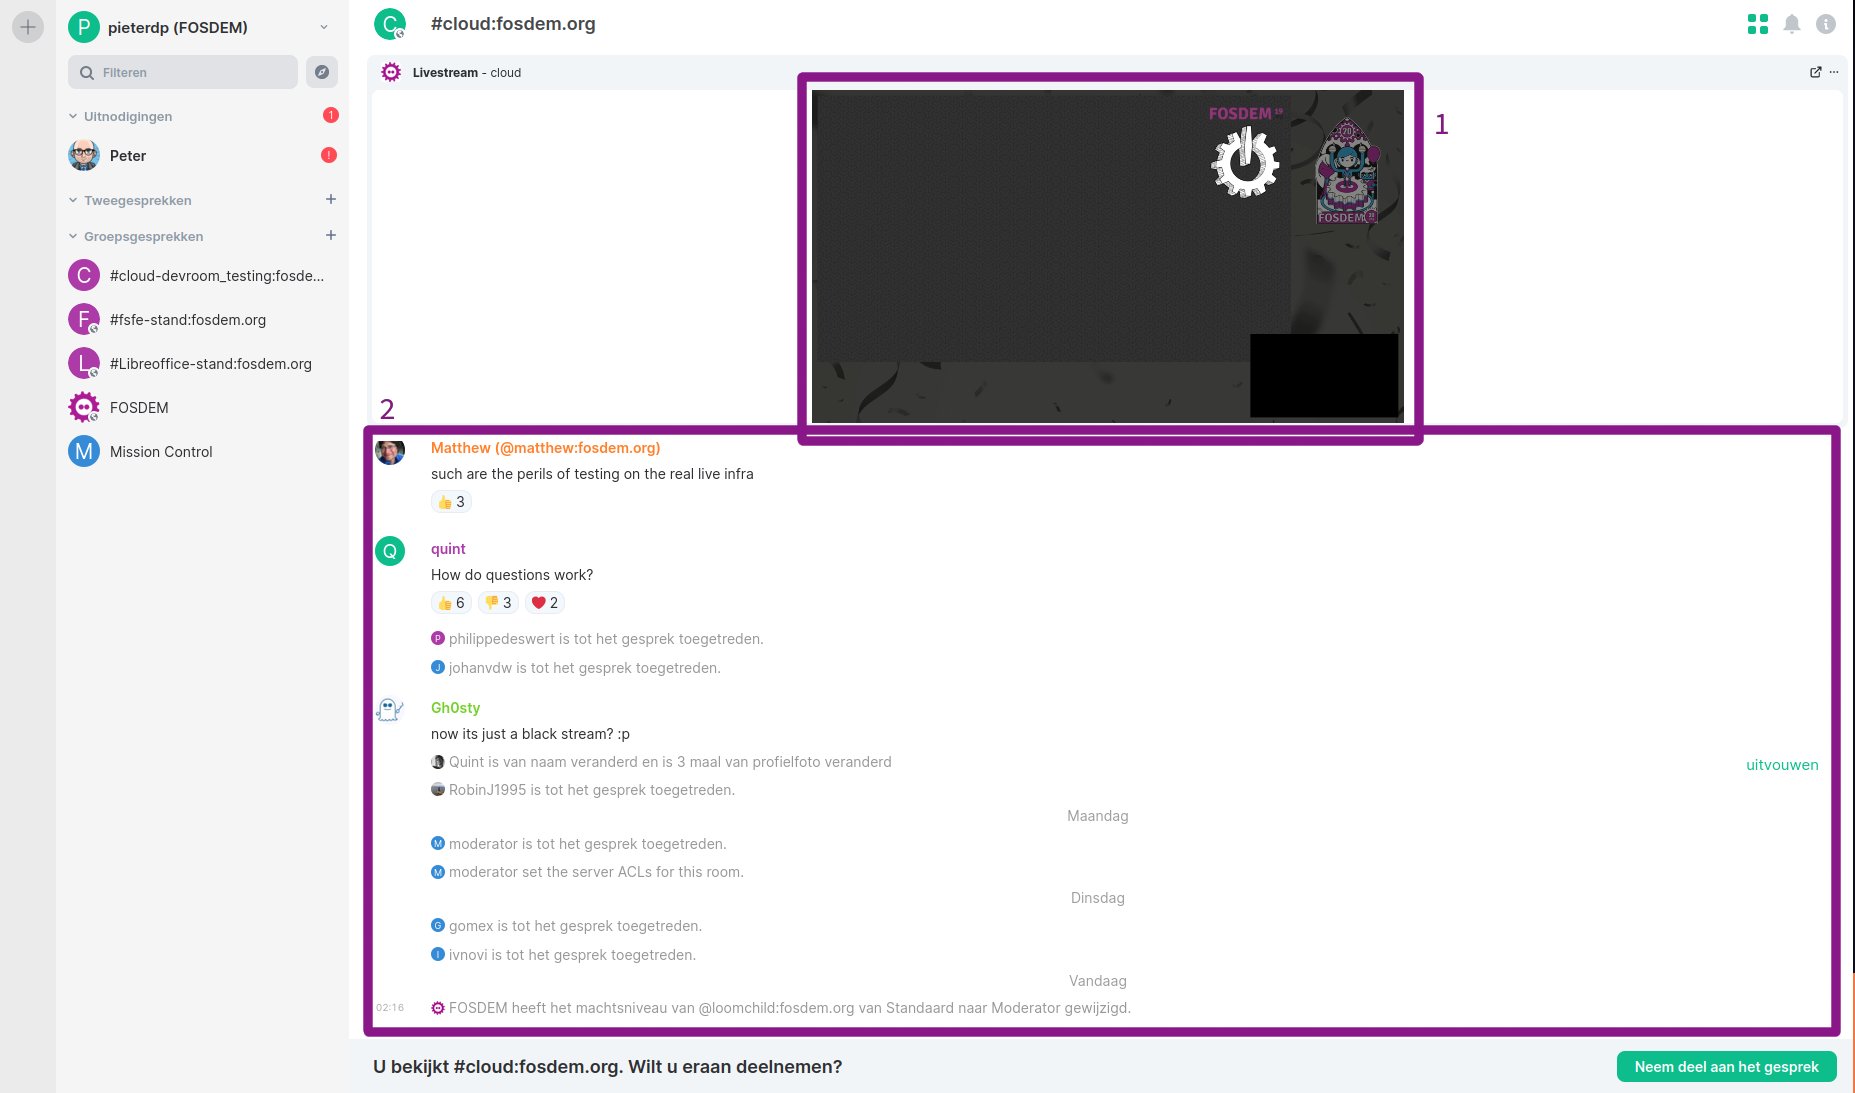 P pieterdp (FOSDEM)
Filteren
Uitnodigingen
1
Peter
!
Tweegesprekken
Groepsgesprekken
C #cloud-devroom_testing:fosde...
F #fsfe-stand:fosdem.org
L #Libreoffice-stand:fosdem.org
FOSDEM
M Mission Control
C #cloud:fosdem.org
Livestream - cloud
FOSDEM 19
20
FOSDEM
1
2
Matthew (@matthew:fosdem.org)
such are the perils of testing on the real live infra
👍 3
Q quint
How do questions work?
👍 6 👎 3 ❤️ 2
P philippedeswert is tot het gesprek toegetreden.
J johanvdw is tot het gesprek toegetreden.
Gh0sty
now its just a black stream? :p
Quint is van naam veranderd en is 3 maal van profielfoto veranderd
uitvouwen
RobinJ1995 is tot het gesprek toegetreden.
Maandag
M moderator is tot het gesprek toegetreden.
M moderator set the server ACLs for this room.
Dinsdag
G gomex is tot het gesprek toegetreden.
I ivnovi is tot het gesprek toegetreden.
Vandaag
02:16 FOSDEM heeft het machtsniveau van @loomchild:fosdem.org van Standaard naar Moderator gewijzigd.
U bekijkt #cloud:fosdem.org. Wilt u eraan deelnemen?
Neem deel aan het gesprek